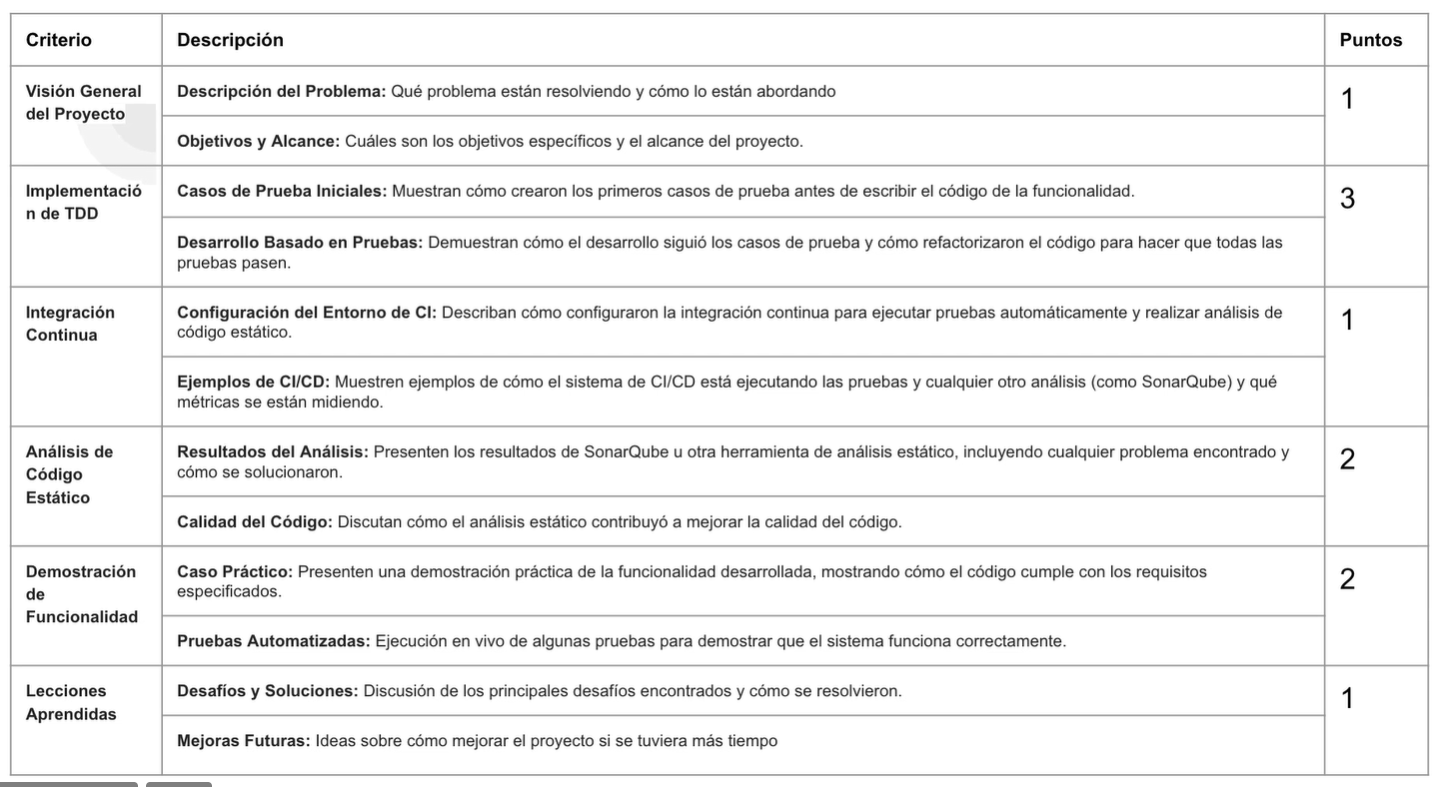 Criterio
Descripción
Puntos
Visión General
del Proyecto
Descripción del Problema: Qué problema están resolviendo y cómo lo están abordando
1
Objetivos y Alcance: Cuáles son los objetivos específicos y el alcance del proyecto.
Implementació
n de TDD
Casos de Prueba Iniciales: Muestran cómo crearon los primeros casos de prueba antes de escribir el código de la funcionalidad.
3
Desarrollo Basado en Pruebas: Demuestran cómo el desarrollo siguió los casos de prueba y cómo refactorizaron el código para hacer que todas las
pruebas pasen.
Integración
Continua
Configuración del Entorno de CI: Describan cómo configuraron la integración continua para ejecutar pruebas automáticamente y realizar análisis de
código estático.
1
Ejemplos de CI/CD: Muestren ejemplos de cómo el sistema de CI/CD está ejecutando las pruebas y cualquier otro análisis (como SonarQube) y qué
métricas se están midiendo.
Análisis de
Código
Estático
Resultados del Análisis: Presenten los resultados de SonarQube u otra herramienta de análisis estático, incluyendo cualquier problema encontrado y
cómo se solucionaron.
2
Calidad del Código: Discutan cómo el análisis estático contribuyó a mejorar la calidad del código.
Demostración
de
Funcionalidad
Caso Práctico: Presenten una demostración práctica de la funcionalidad desarrollada, mostrando cómo el código cumple con los requisitos
especificados.
2
Pruebas Automatizadas: Ejecución en vivo de algunas pruebas para demostrar que el sistema funciona correctamente.
Lecciones
Aprendidas
Desafíos y Soluciones: Discusión de los principales desafíos encontrados y cómo se resolvieron.
1
Mejoras Futuras: Ideas sobre cómo mejorar el proyecto si se tuviera más tiempo